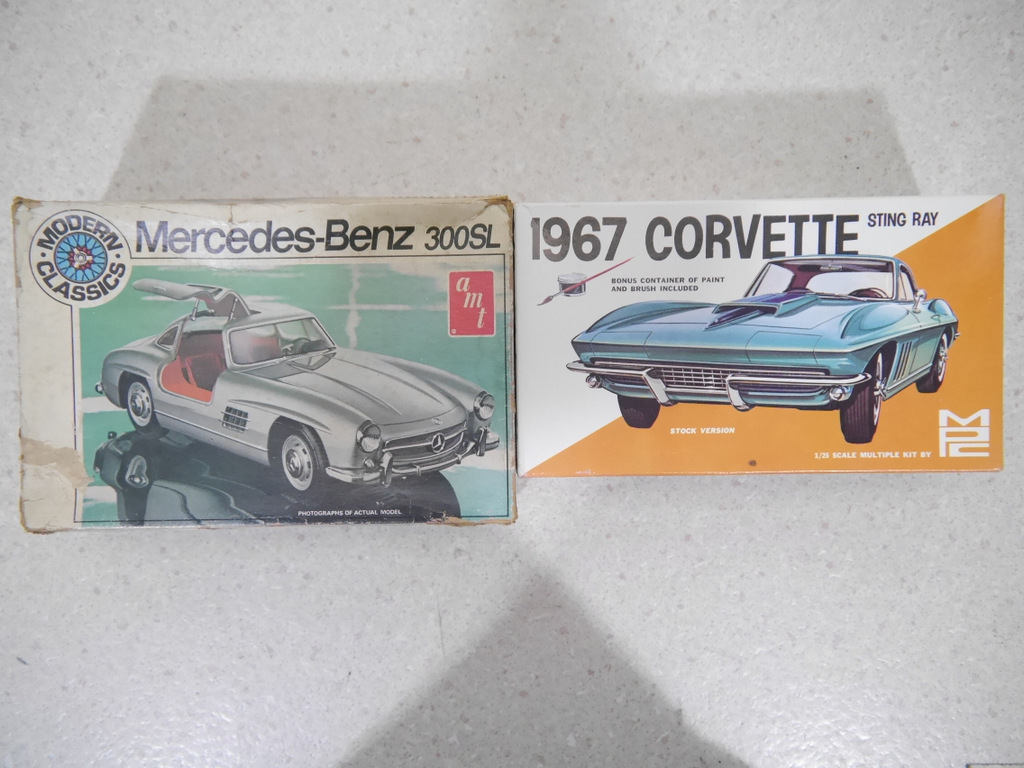 MODERN
CLASSICS
Mercedes-Benz 300SL
amt
PHOTOGRAPHS OF ACTUAL MODEL
1967 CORVETTE STING RAY
BONUS CONTAINER OF PAINT
AND BRUSH INCLUDED
STOCK VERSION
1/25 SCALE MULTIPLE KIT BY
MPC